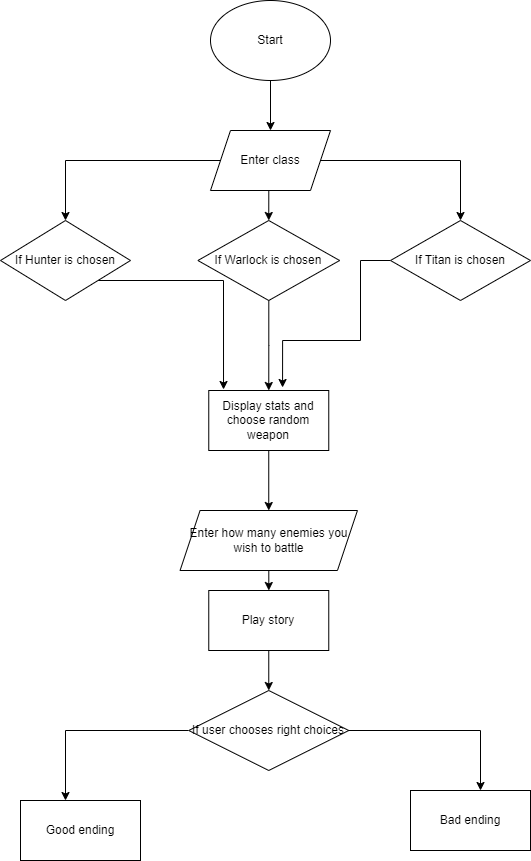 Start
Enter class
If Hunter is chosen
If Warlock is chosen
If Titan is chosen
Display stats and
choose random
weapon
Enter how many enemies you
wish to battle
Play story
If user chooses right choices
Good ending
Bad ending